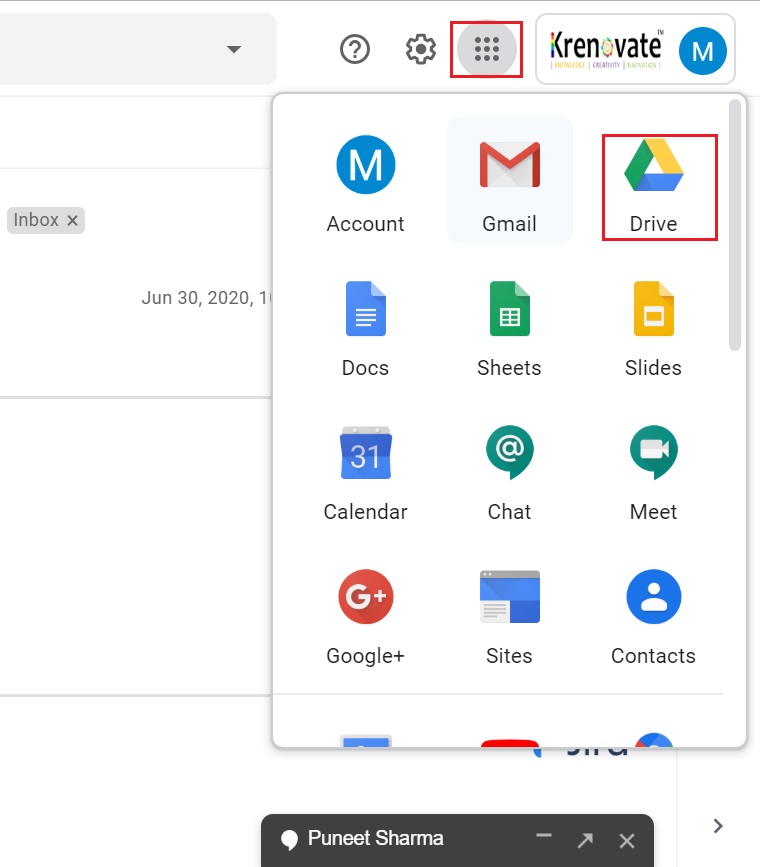 Krenovate™
| KNOWLEDGE | CREATIVITY | INNOVATION |
M
M
Account
Gmail
Drive
Inbox ×
Jun 30, 2020, 1
Docs
Sheets
Slides
31
Calendar
@
Chat
Meet
G+
Google+
Sites
Contacts
Puneet Sharma